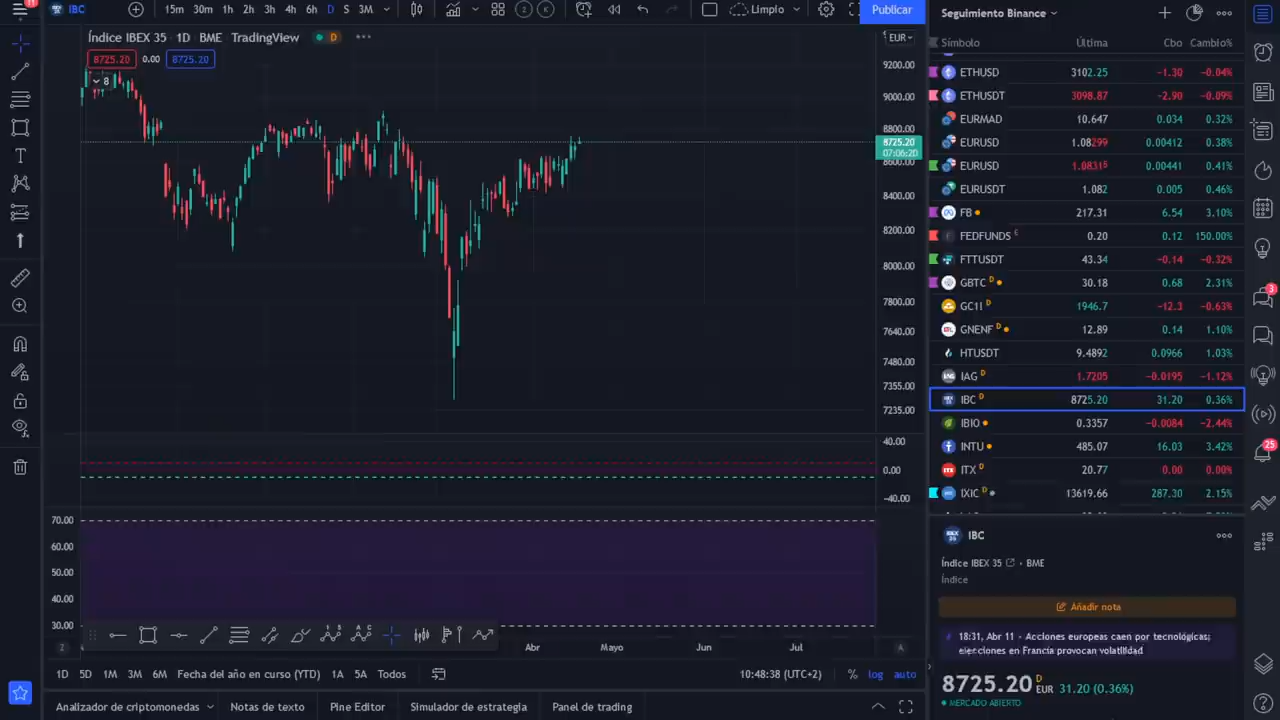 11
IBC
15m 30m 1h 2h 3h 4h 6h D S 3M
Limpio
Publicar
Índice IBEX 35 · 1D · BME TradingView D
8725.20 0.00 8725.20
8
EUR
9200.00
9000.00
8800.00
8725.20
07:06:20
8600.00
8400.00
8200.00
8000.00
7800.00
7640.00
7480.00
7355.00
7235.00
40.00
0.00
−40.00
70.00
60.00
50.00
40.00
30.00
Z Abr Mayo Jun Jul A
1D 5D 1M 3M 6M Fecha del año en curso (YTD) 1A 5A Todos
10:48:38 (UTC+2) % log auto
Analizador de criptomonedas Notas de texto Pine Editor Simulador de estrategia Panel de trading
Seguimiento Binance
Símbolo Última Cbo Cambio%
ETHUSD 3102.25 −1.30 −0.04%
ETHUSDT 3098.87 −2.90 −0.09%
EURMAD 10.647 0.034 0.32%
EURUSD 1.08299 0.00412 0.38%
EURUSD 1.08315 0.00441 0.41%
EURUSDT 1.082 0.005 0.46%
FB 217.31 6.54 3.10%
FEDFUNDS E 0.20 0.12 150.00%
FTTUSDT 43.34 −0.14 −0.32%
GBTC D 30.18 0.68 2.31%
GC1! D 1946.7 −12.3 −0.63%
GNENF D 12.89 0.14 1.10%
HTUSDT 9.4892 0.0966 1.03%
IAG D 1.7205 −0.0195 −1.12%
IBC D 8725.20 31.20 0.36%
IBIO 0.3357 −0.0084 −2.44%
INTU 485.07 16.03 3.42%
ITX D 20.77 0.00 0.00%
IXIC D 13619.66 287.30 2.15%
IBC
Índice IBEX 35 · BME
Índice
Añadir nota
18:31, Abr 11 · Acciones europeas caen por tecnológicas;
elecciones en Francia provocan volatilidad
8725.20 D EUR 31.20 (0.36%)
MERCADO ABIERTO
3
25